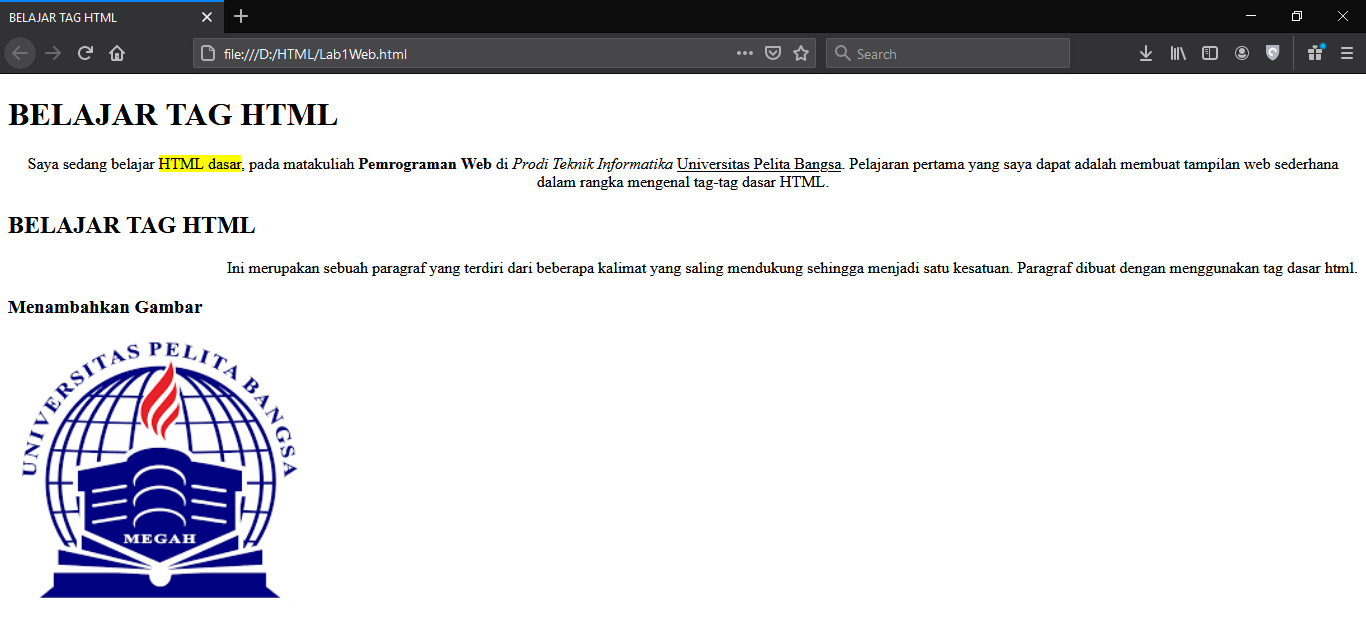 BELAJAR TAG HTML
file:///D:/HTML/Lab1Web.html
Search
BELAJAR TAG HTML
Saya sedang belajar HTML dasar, pada matakuliah Pemrograman Web di Prodi Teknik Informatika Universitas Pelita Bangsa. Pelajaran pertama yang saya dapat adalah membuat tampilan web sederhana
dalam rangka mengenal tag-tag dasar HTML.
BELAJAR TAG HTML
Ini merupakan sebuah paragraf yang terdiri dari beberapa kalimat yang saling mendukung sehingga menjadi satu kesatuan. Paragraf dibuat dengan menggunakan tag dasar html.
Menambahkan Gambar
UNIVERSITAS PELITA BANGSA
MEGAH